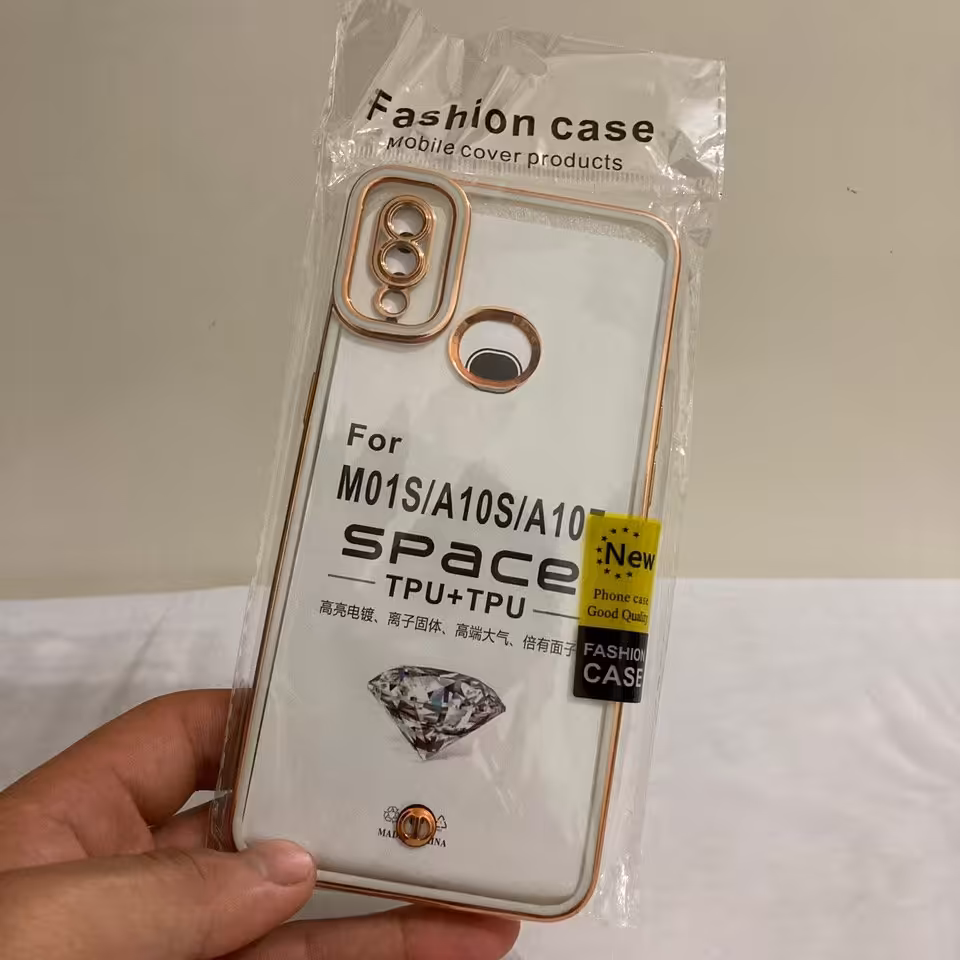 Fashion case
Mobile cover products
For
M01S/A10S/A107
SPace
TPU+TPU
高亮电镀、离子固体、高端大气、倍有面子
New
Phone case
Good Quality
FASHION
CASE